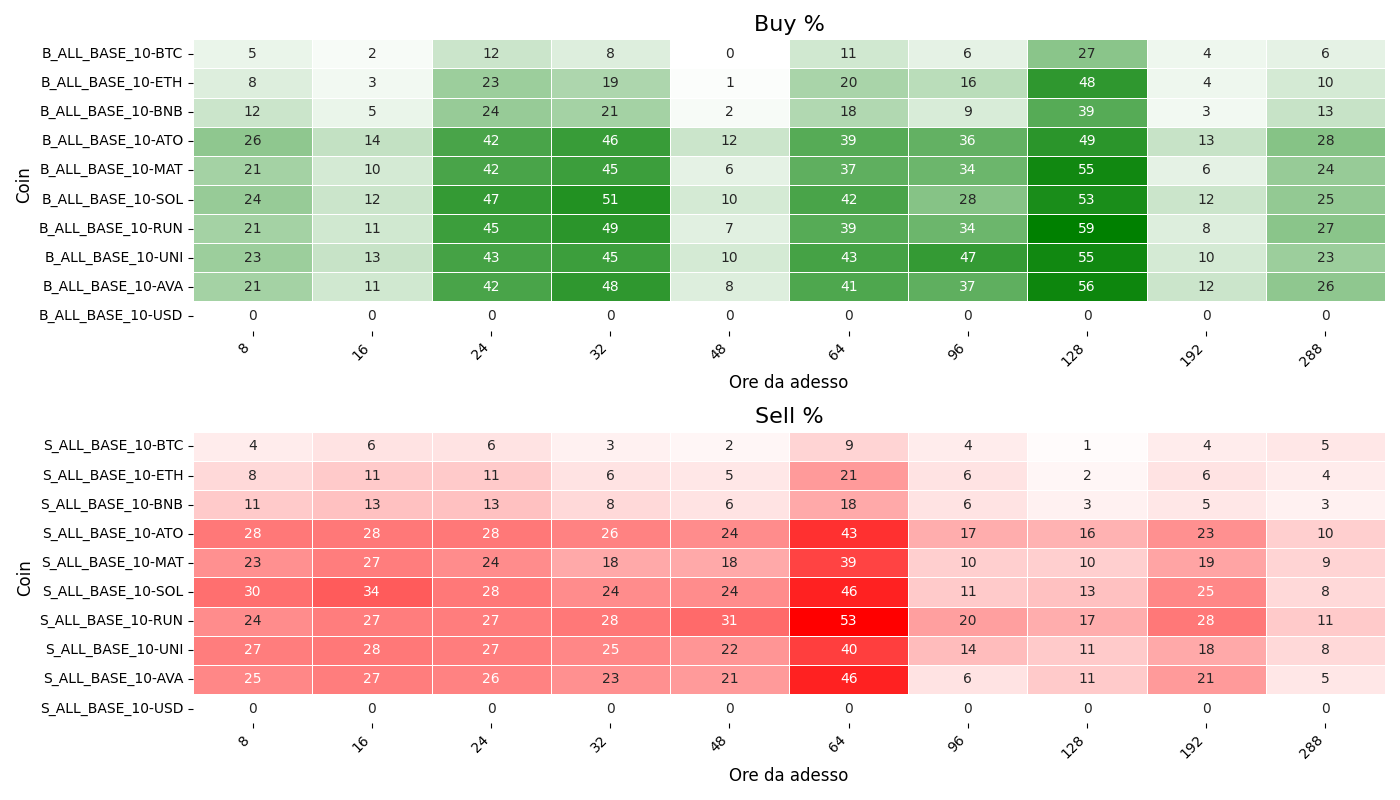 Buy %
Coin
B_ALL_BASE_10-BTC 5 2 12 8 0 11 6 27 4 6
B_ALL_BASE_10-ETH 8 3 23 19 1 20 16 48 4 10
B_ALL_BASE_10-BNB 12 5 24 21 2 18 9 39 3 13
B_ALL_BASE_10-ATO 26 14 42 46 12 39 36 49 13 28
B_ALL_BASE_10-MAT 21 10 42 45 6 37 34 55 6 24
B_ALL_BASE_10-SOL 24 12 47 51 10 42 28 53 12 25
B_ALL_BASE_10-RUN 21 11 45 49 7 39 34 59 8 27
B_ALL_BASE_10-UNI 23 13 43 45 10 43 47 55 10 23
B_ALL_BASE_10-AVA 21 11 42 48 8 41 37 56 12 26
B_ALL_BASE_10-USD 0 0 0 0 0 0 0 0 0 0
8 16 24 32 48 64 96 128 192 288
Ore da adesso
Sell %
Coin
S_ALL_BASE_10-BTC 4 6 6 3 2 9 4 1 4 5
S_ALL_BASE_10-ETH 8 11 11 6 5 21 6 2 6 4
S_ALL_BASE_10-BNB 11 13 13 8 6 18 6 3 5 3
S_ALL_BASE_10-ATO 28 28 28 26 24 43 17 16 23 10
S_ALL_BASE_10-MAT 23 27 24 18 18 39 10 10 19 9
S_ALL_BASE_10-SOL 30 34 28 24 24 46 11 13 25 8
S_ALL_BASE_10-RUN 24 27 27 28 31 53 20 17 28 11
S_ALL_BASE_10-UNI 27 28 27 25 22 40 14 11 18 8
S_ALL_BASE_10-AVA 25 27 26 23 21 46 6 11 21 5
S_ALL_BASE_10-USD 0 0 0 0 0 0 0 0 0 0
8 16 24 32 48 64 96 128 192 288
Ore da adesso